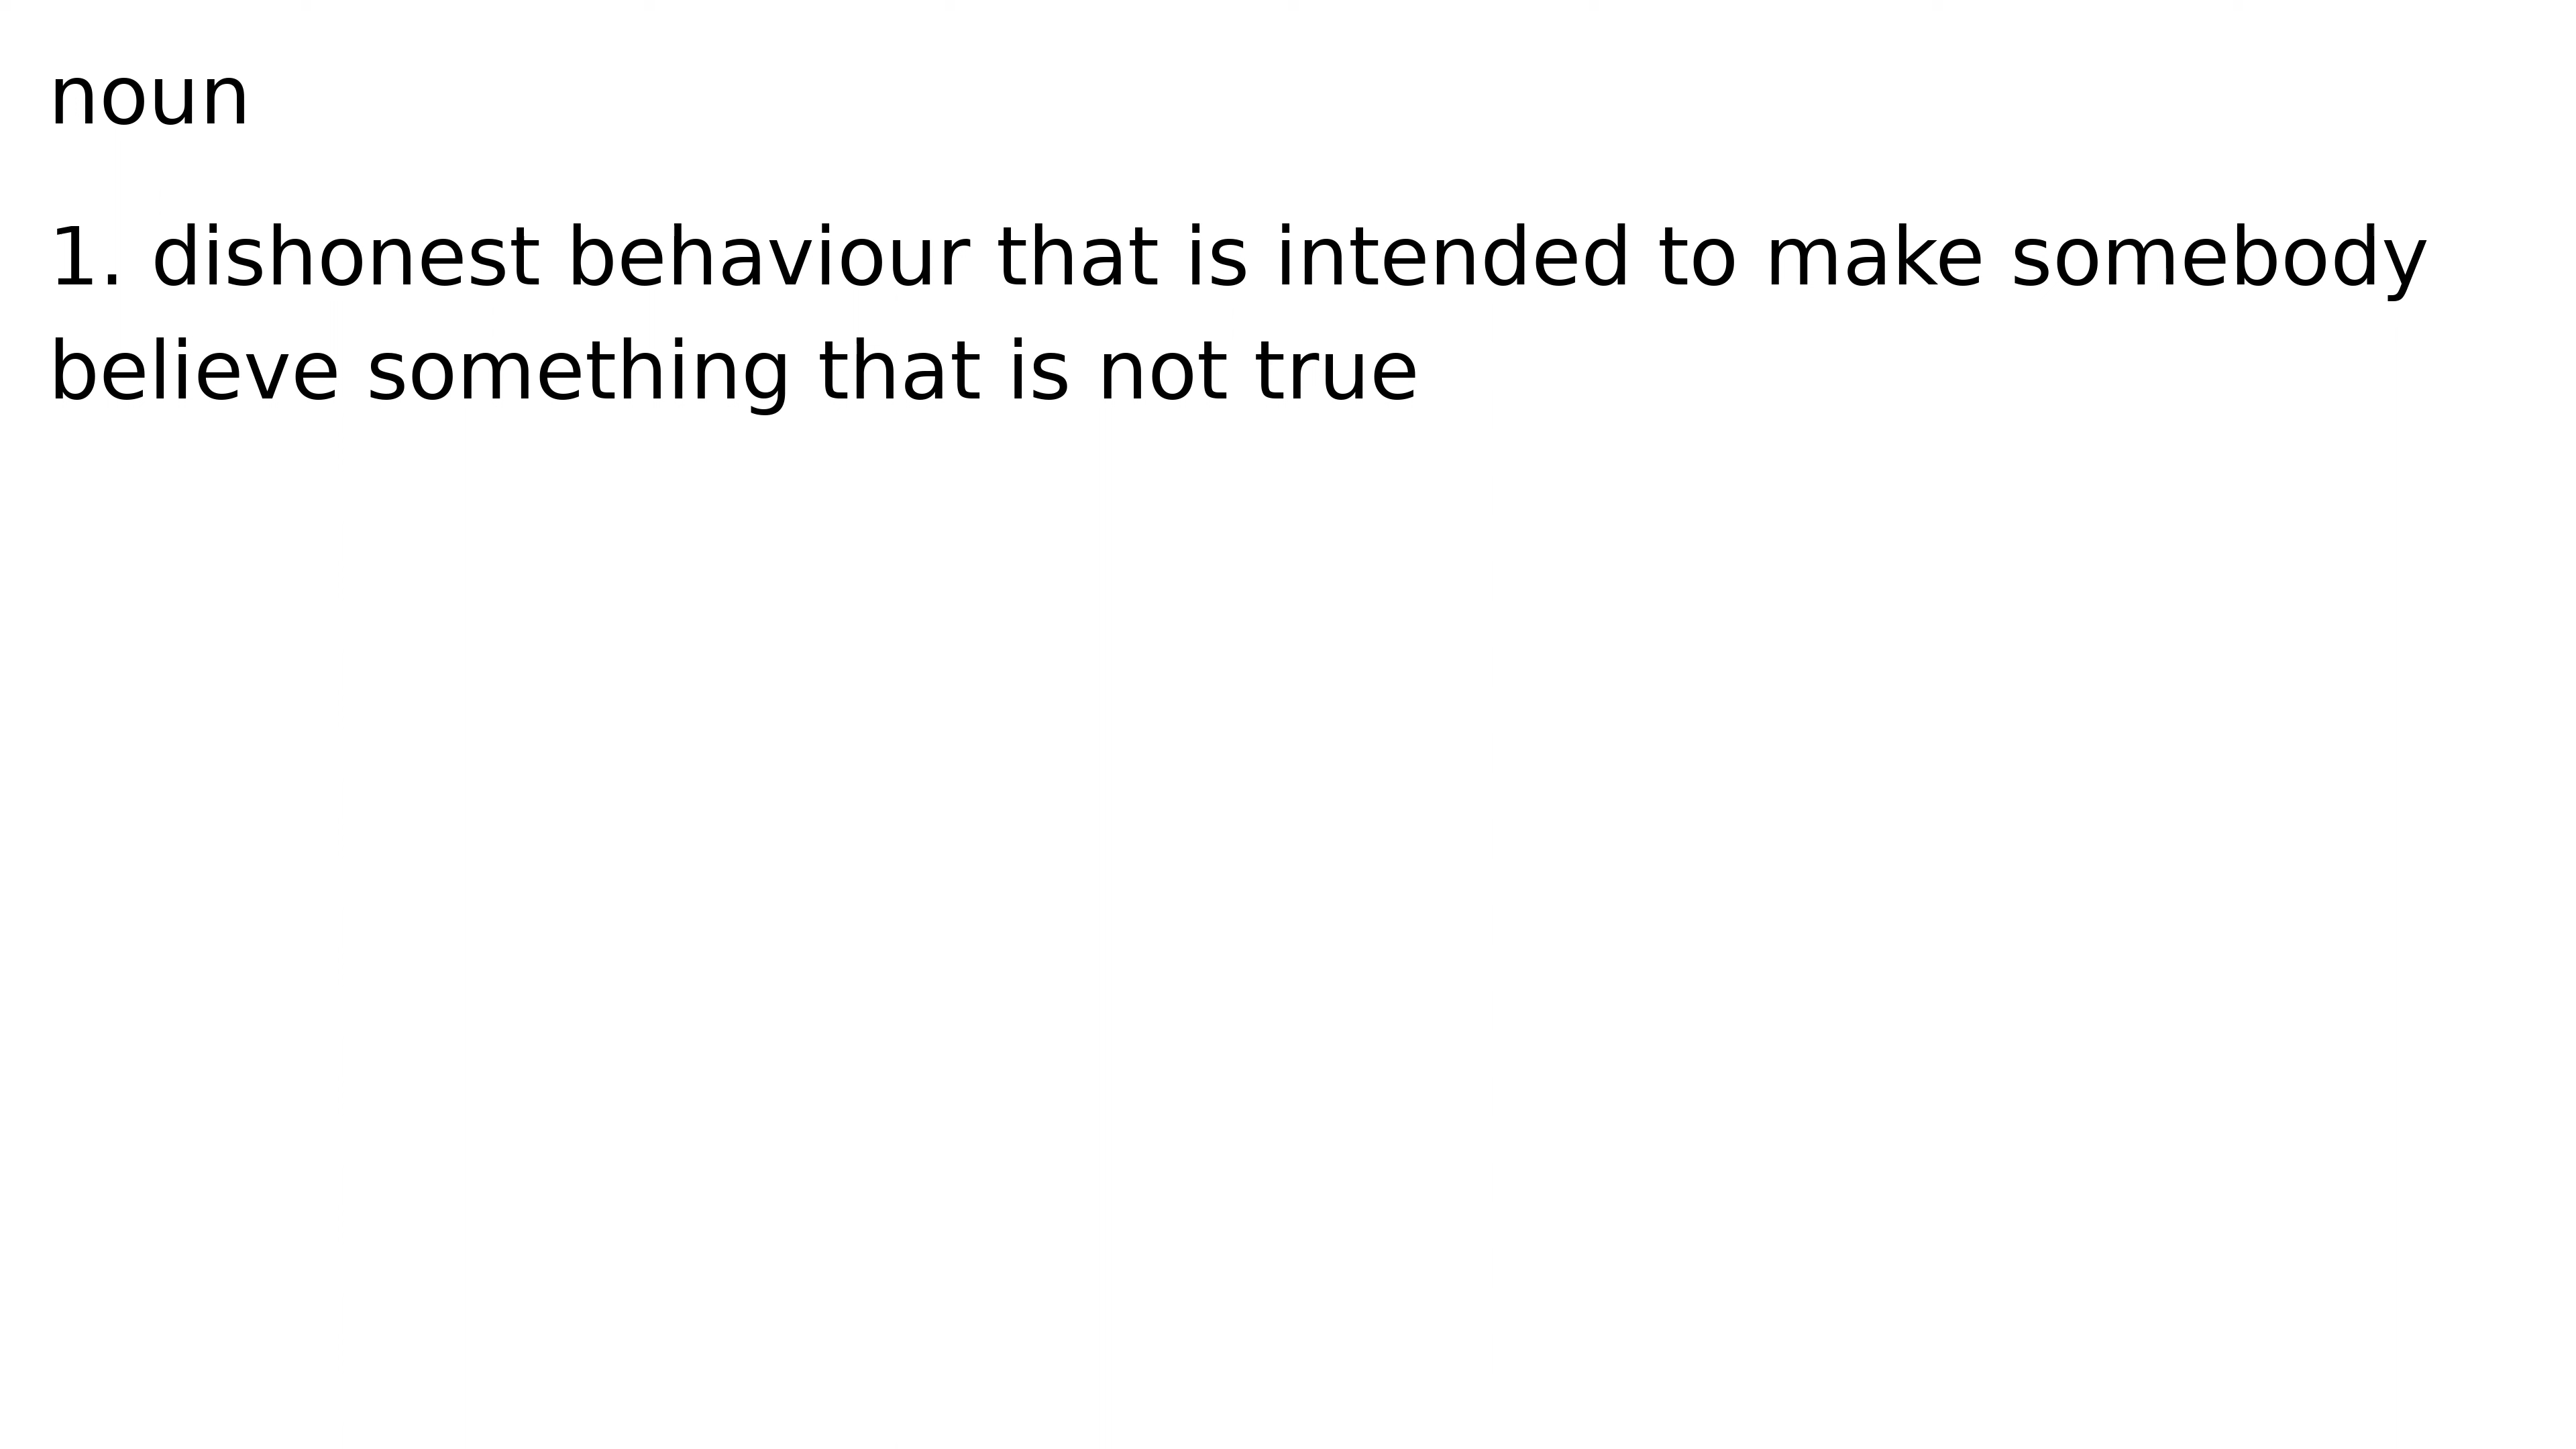 noun
1. dishonest behaviour that is intended to make somebody
believe something that is not true